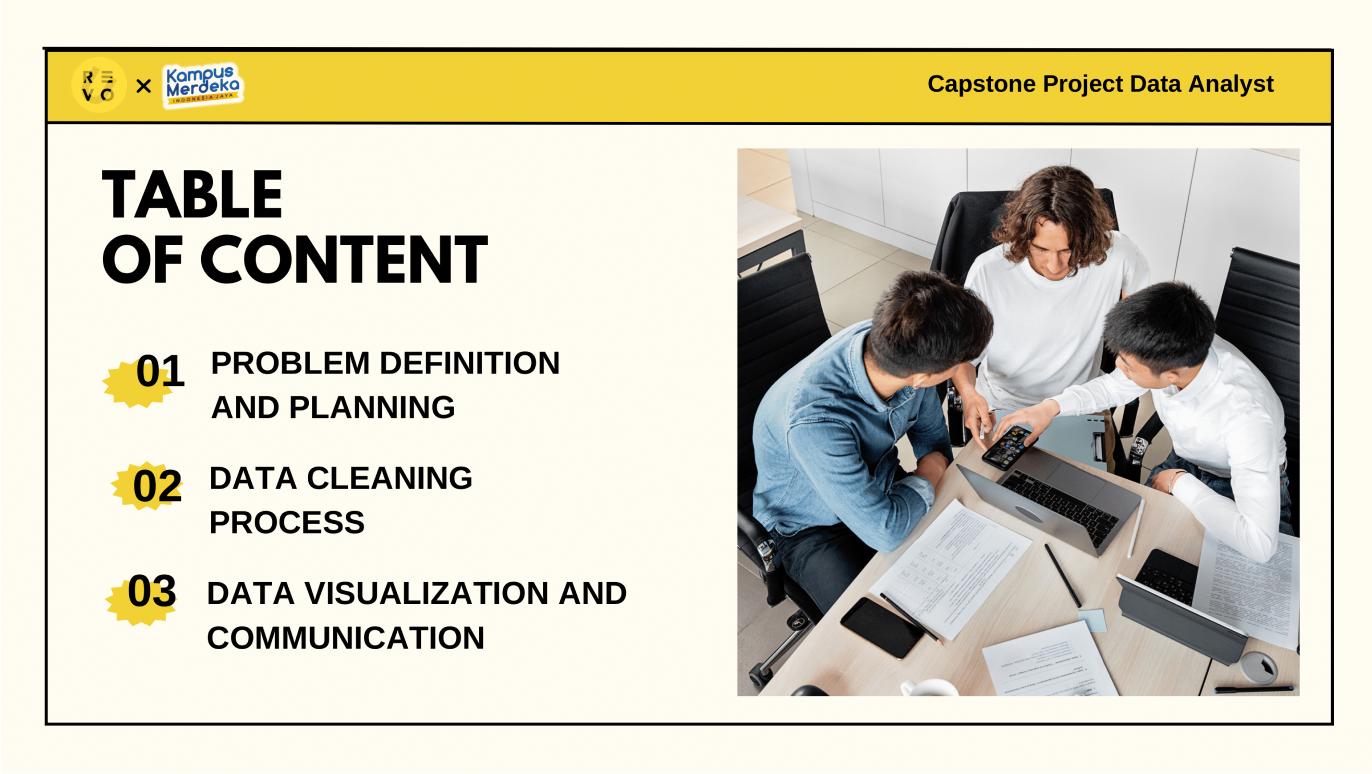 RE
VO
×
Kampus
Merdeka
INDONESIA JAYA
Capstone Project Data Analyst
TABLE
OF CONTENT
01
PROBLEM DEFINITION
AND PLANNING
02
DATA CLEANING
PROCESS
03
DATA VISUALIZATION AND
COMMUNICATION